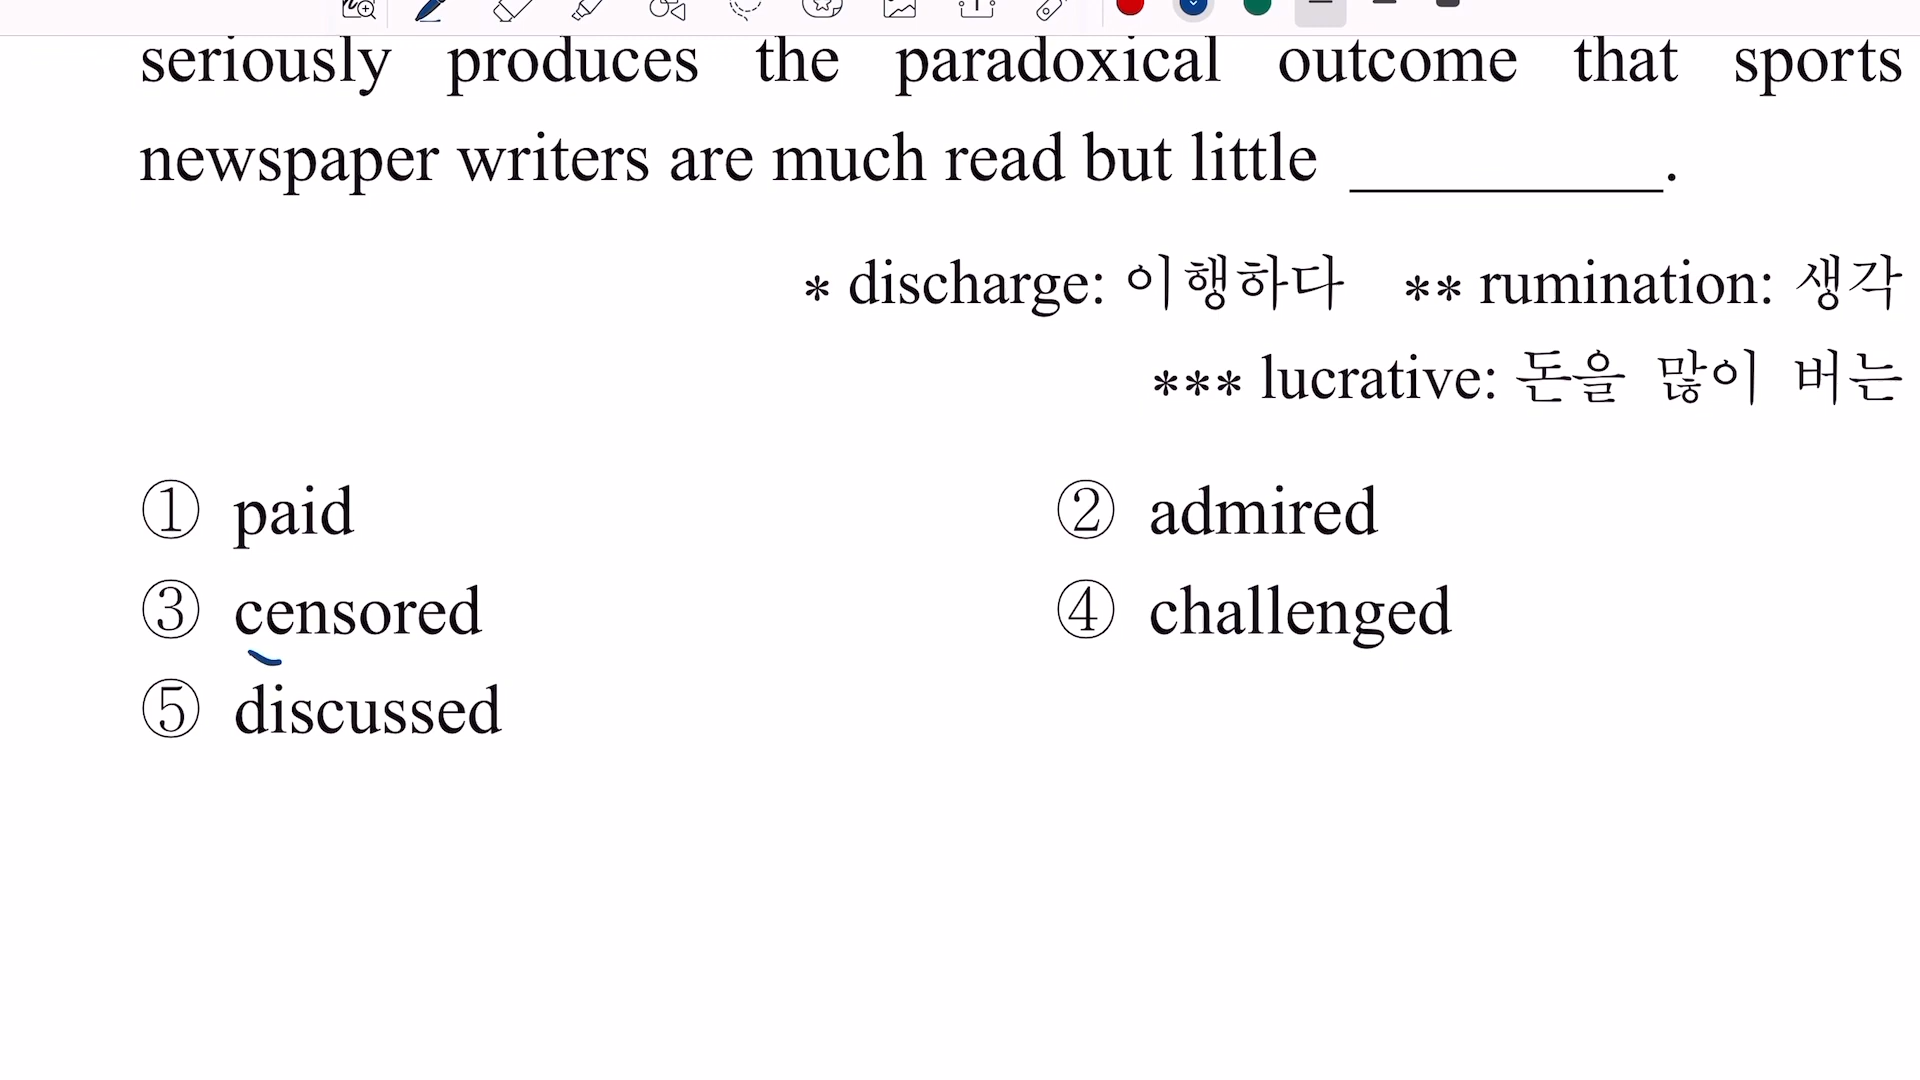 seriously produces the paradoxical outcome that sports
newspaper writers are much read but little __________.
* discharge: 이행하다 ** rumination: 생각
*** lucrative: 돈을 많이 버는
① paid ② admired
③ censored ④ challenged
⑤ discussed